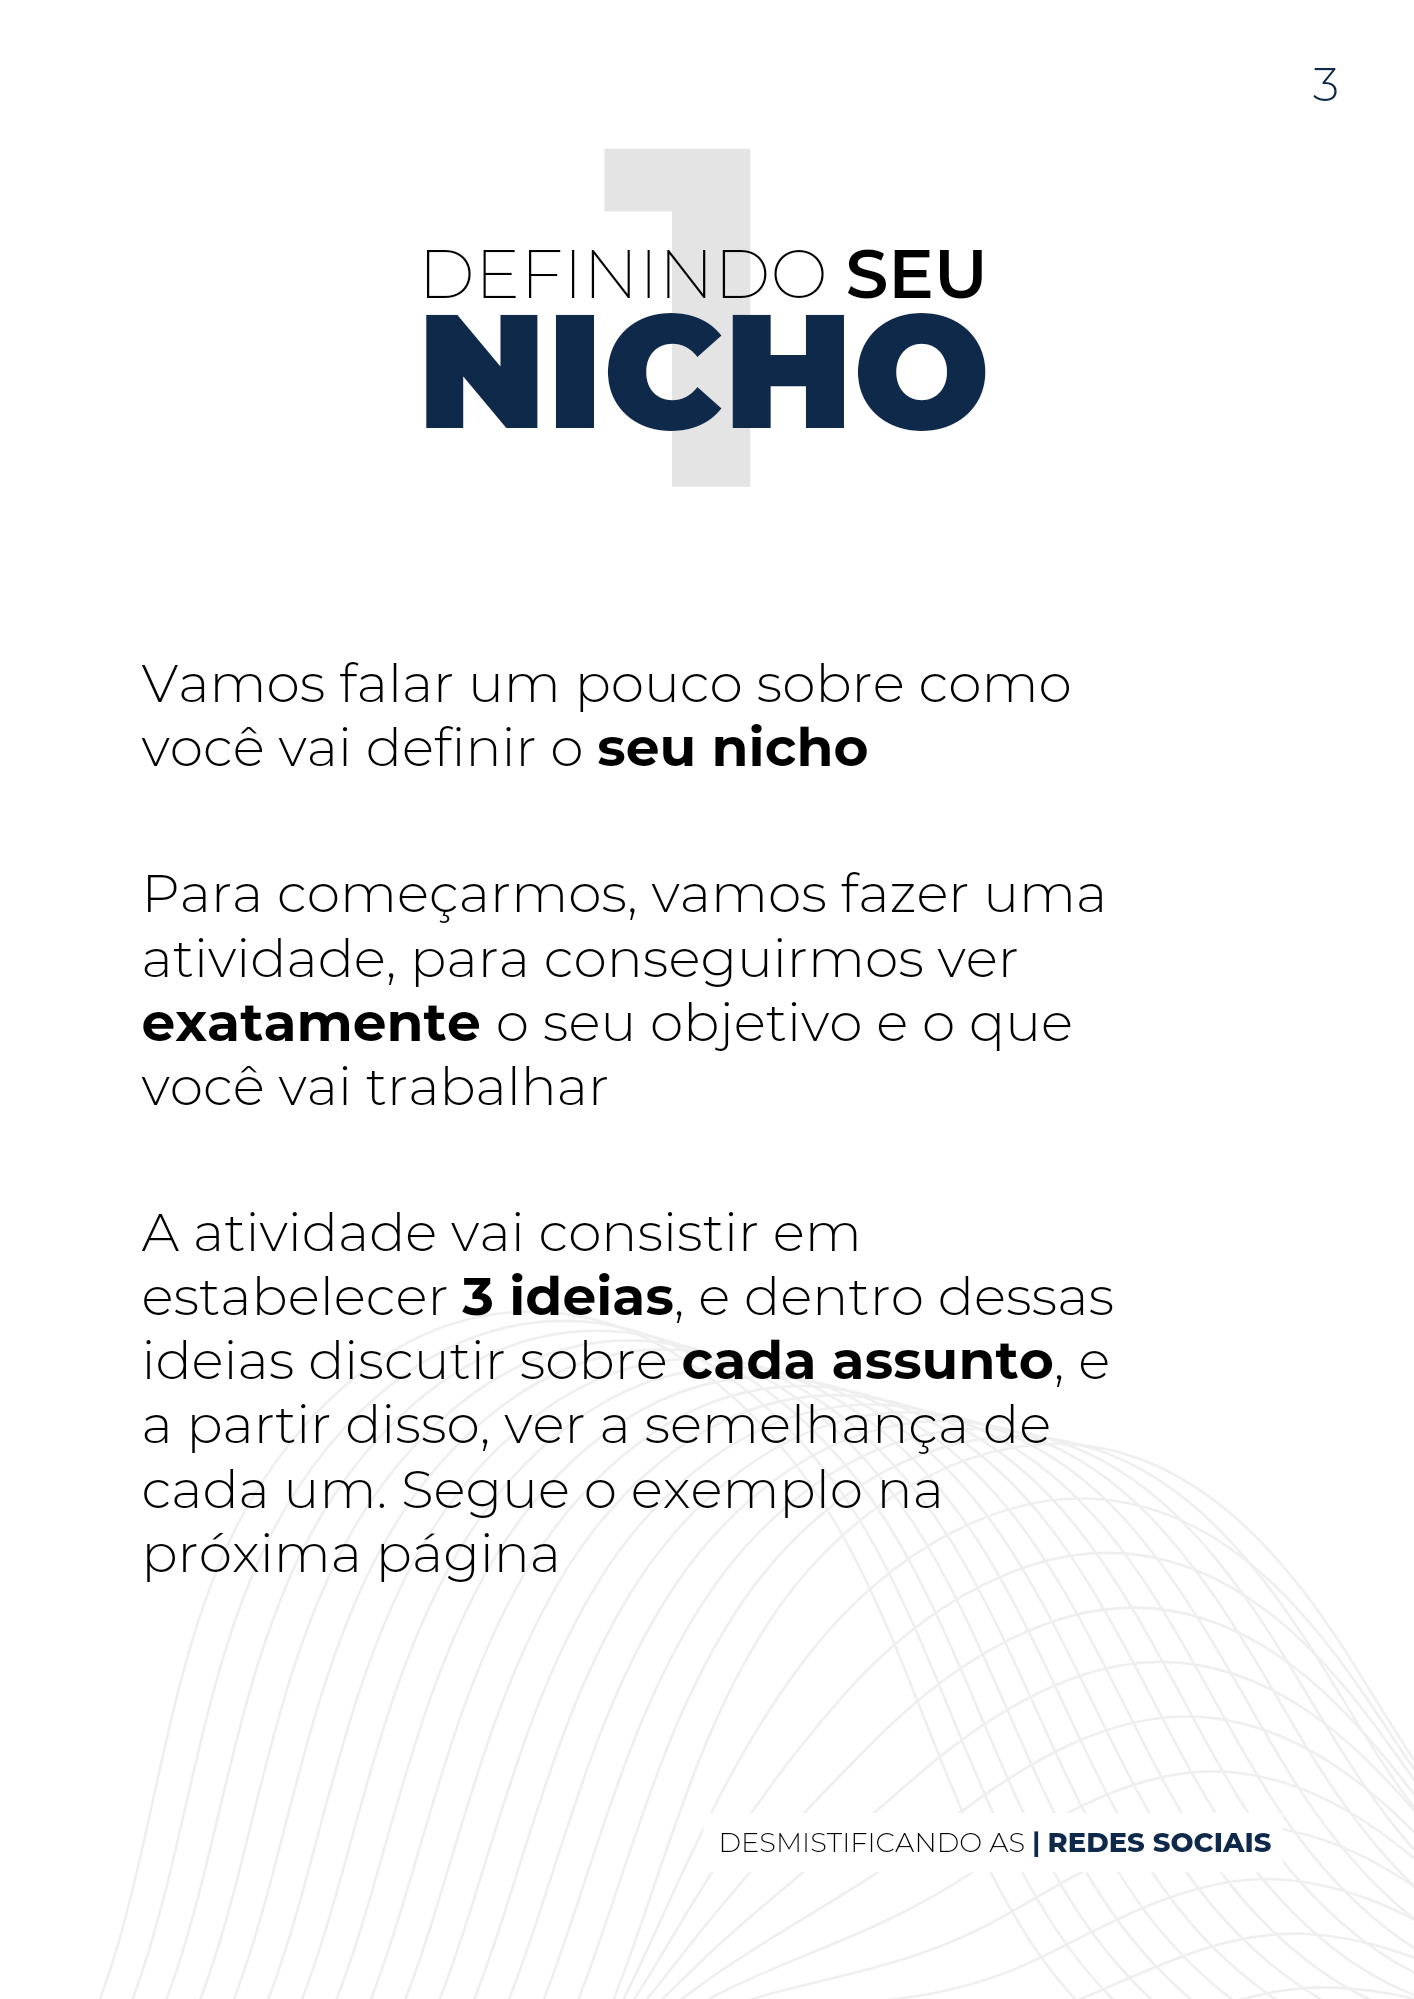 3
1
DEFININDO SEU
NICHO
Vamos falar um pouco sobre como
você vai definir o seu nicho
Para começarmos, vamos fazer uma
atividade, para conseguirmos ver
exatamente o seu objetivo e o que
você vai trabalhar
A atividade vai consistir em
estabelecer 3 ideias, e dentro dessas
ideias discutir sobre cada assunto, e
a partir disso, ver a semelhança de
cada um. Segue o exemplo na
próxima página
DESMISTIFICANDO AS | REDES SOCIAIS